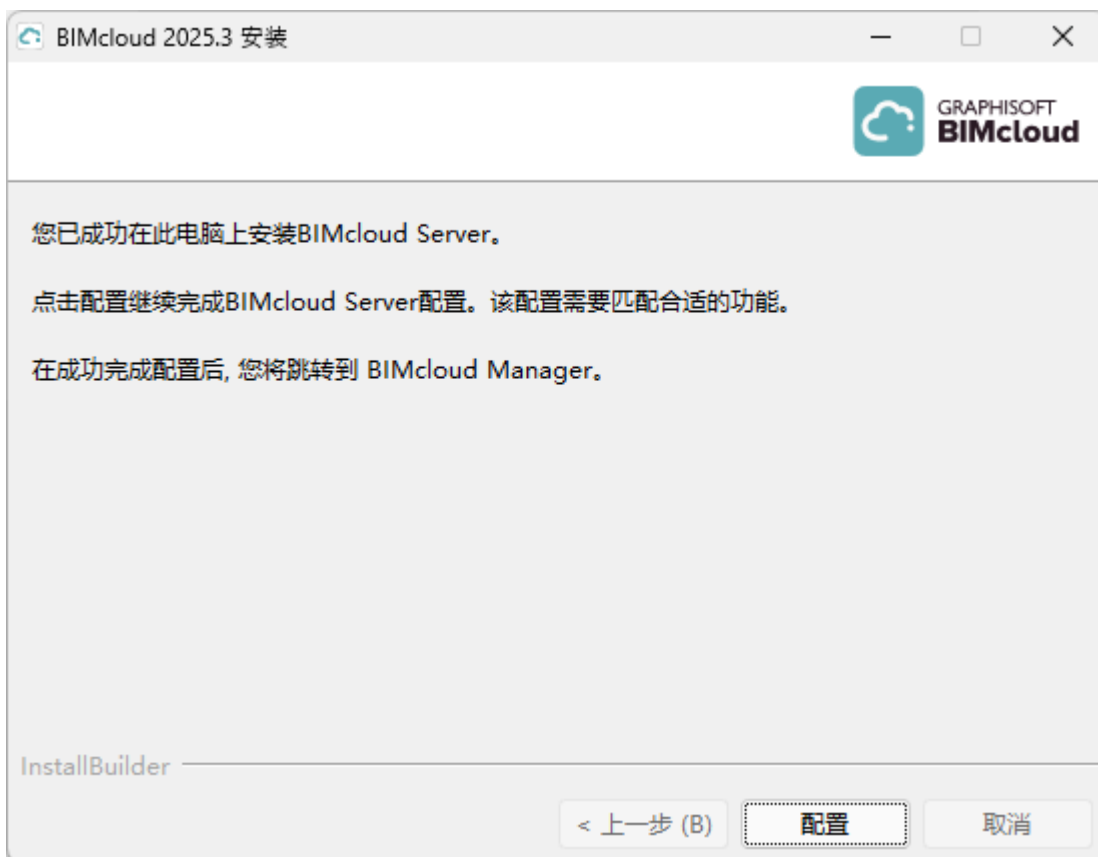 BIMcloud 2025.3 安装
GRAPHISOFT
BIMcloud
您已成功在此电脑上安装BIMcloud Server。
点击配置继续完成BIMcloud Server配置。该配置需要匹配合适的功能。
在成功完成配置后, 您将跳转到 BIMcloud Manager。
InstallBuilder
< 上一步 (B)
配置
取消